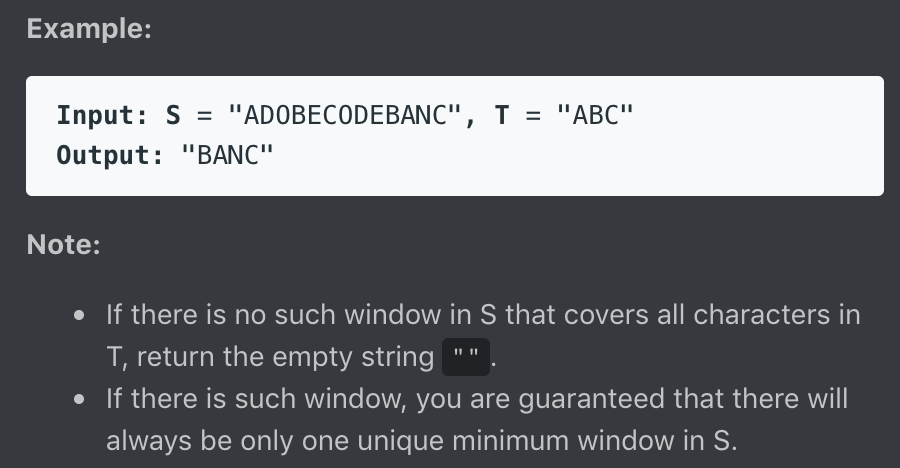 Example:
Input: S = "ADOBECODEBANC", T = "ABC"
Output: "BANC"
Note:
• If there is no such window in S that covers all characters in
T, return the empty string "".
• If there is such window, you are guaranteed that there will
always be only one unique minimum window in S.